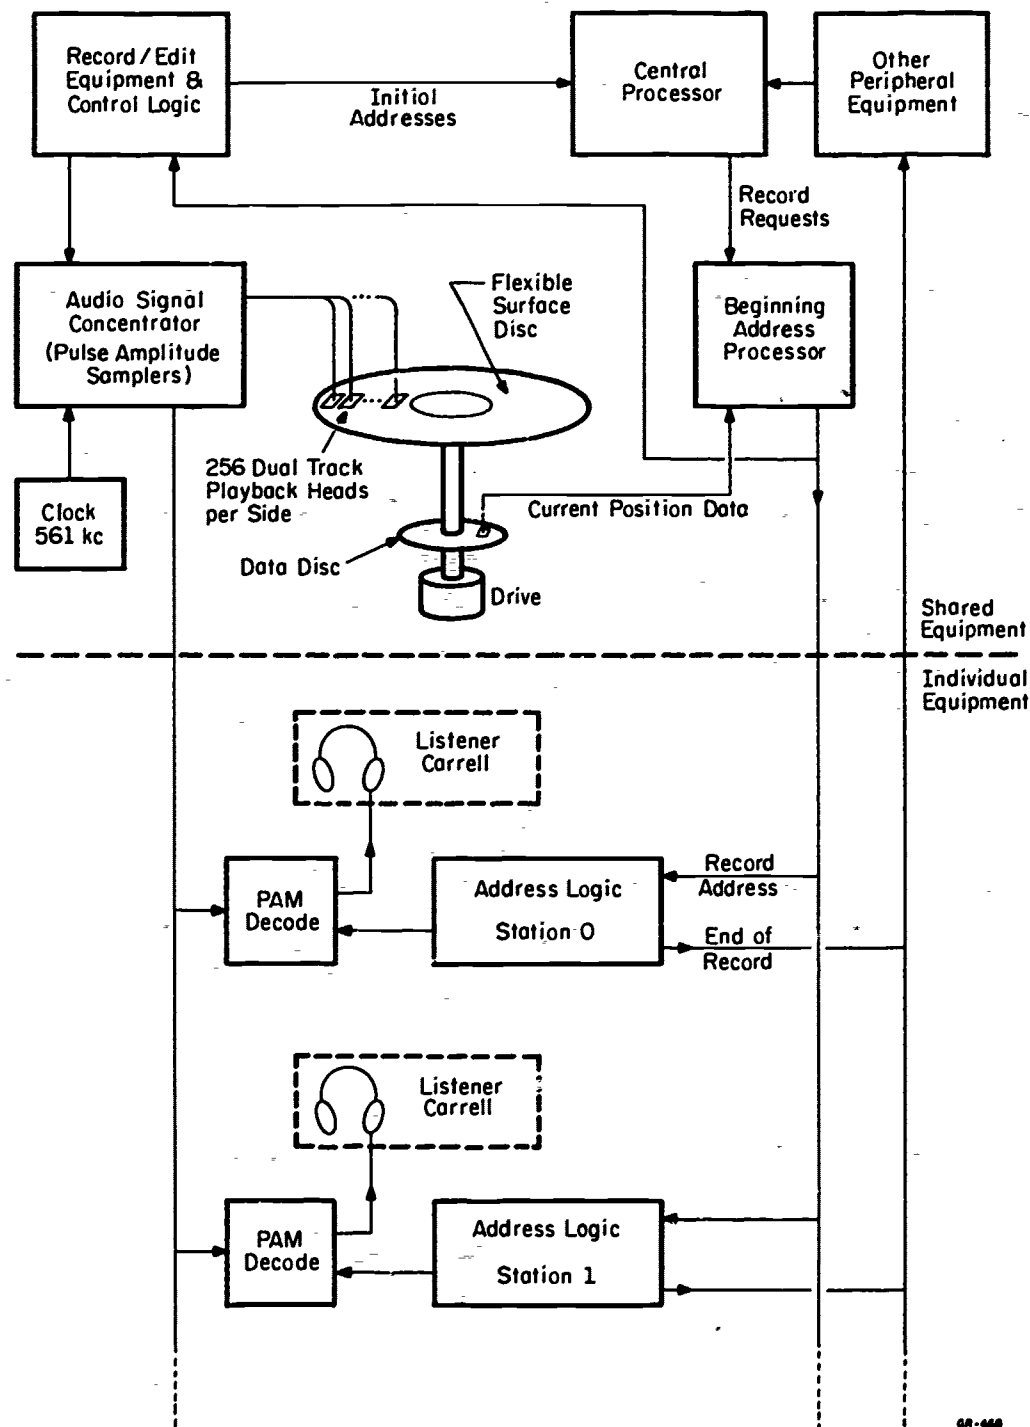 Record/Edit
Equipment &
Control Logic
Initial
Addresses
Central
Processor
Other
Peripheral
Equipment
Record
Requests
Audio Signal
Concentrator
(Pulse Amplitude
Samplers)
Flexible
Surface
Disc
Beginning
Address
Processor
256 Dual Track
Playback Heads
per Side
Clock
561 kc
Current Position Data
Data Disc
Drive
Shared
Equipment
Individual
Equipment
Listener
Carrell
PAM
Decode
Address Logic
Station 0
Record
Address
End of
Record
Listener
Carrell
PAM
Decode
Address Logic
Station 1